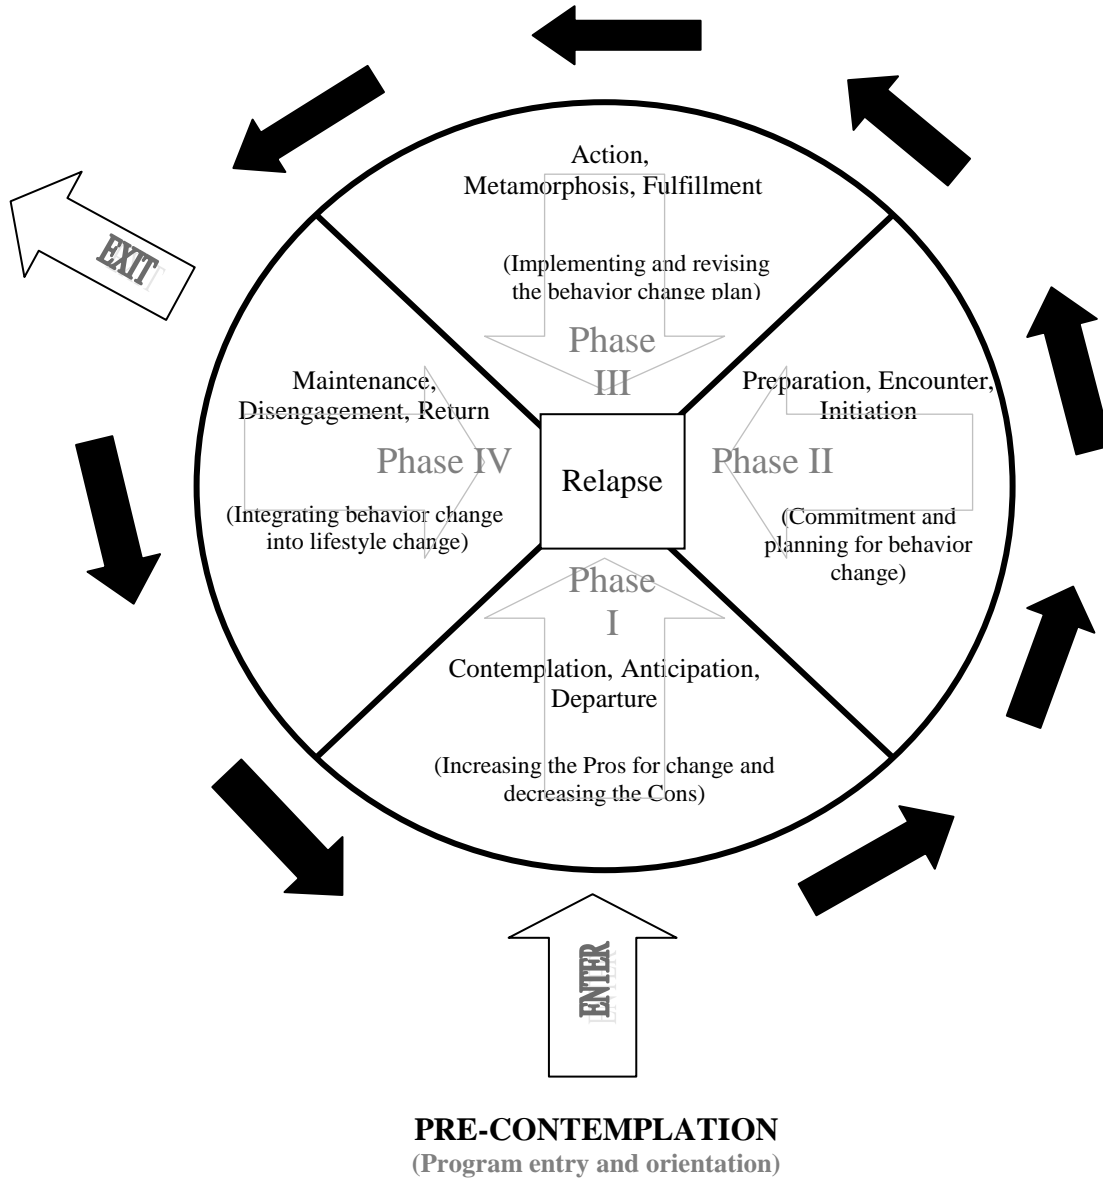 Action,
Metamorphosis, Fulfillment
(Implementing and revising
the behavior change plan)
Phase
III
EXIT
Maintenance,
Disengagement, Return
Phase IV
(Integrating behavior change
into lifestyle change)
Relapse
Preparation, Encounter,
Initiation
Phase II
(Commitment and
planning for behavior
change)
Phase
I
Contemplation, Anticipation,
Departure
(Increasing the Pros for change and
decreasing the Cons)
ENTER
PRE-CONTEMPLATION
(Program entry and orientation)